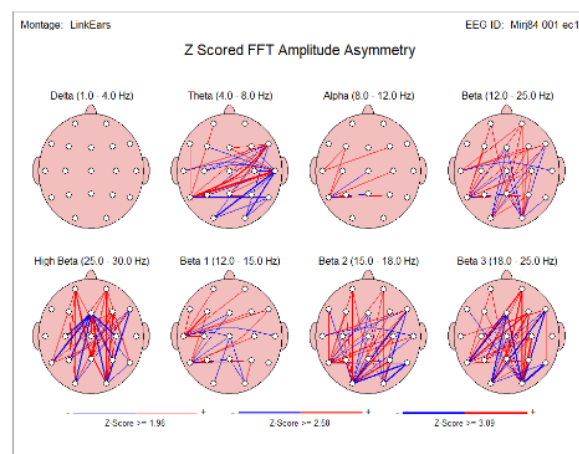 Montage: LinkEars EEG ID: Mirj84 001 ec1
Z Scored FFT Amplitude Asymmetry
Delta (1.0 - 4.0 Hz) Theta (4.0 - 8.0 Hz) Alpha (8.0 - 12.0 Hz) Beta (12.0 - 25.0 Hz)
High Beta (25.0 - 30.0 Hz) Beta 1 (12.0 - 15.0 Hz) Beta 2 (15.0 - 18.0 Hz) Beta 3 (18.0 - 25.0 Hz)
- + - + - +
Z-Score >= 1.96 Z-Score >= 2.58 Z-Score >= 3.09